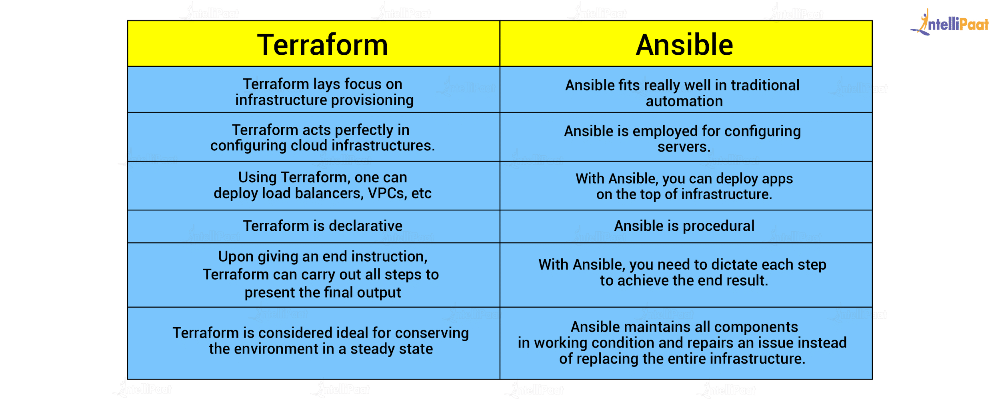 IntelliPaat
Terraform
Ansible
Terraform lays focus on
infrastructure provisioning
Ansible fits really well in traditional
automation
Terraform acts perfectly in
configuring cloud infrastructures.
Ansible is employed for configuring
servers.
Using Terraform, one can
deploy load balancers, VPCs, etc
With Ansible, you can deploy apps
on the top of infrastructure.
Terraform is declarative
Ansible is procedural
Upon giving an end instruction,
Terraform can carry out all steps to
present the final output
With Ansible, you need to dictate each step
to achieve the end result.
Terraform is considered ideal for conserving
the environment in a steady state
Ansible maintains all components
in working condition and repairs an issue instead
of replacing the entire infrastructure.